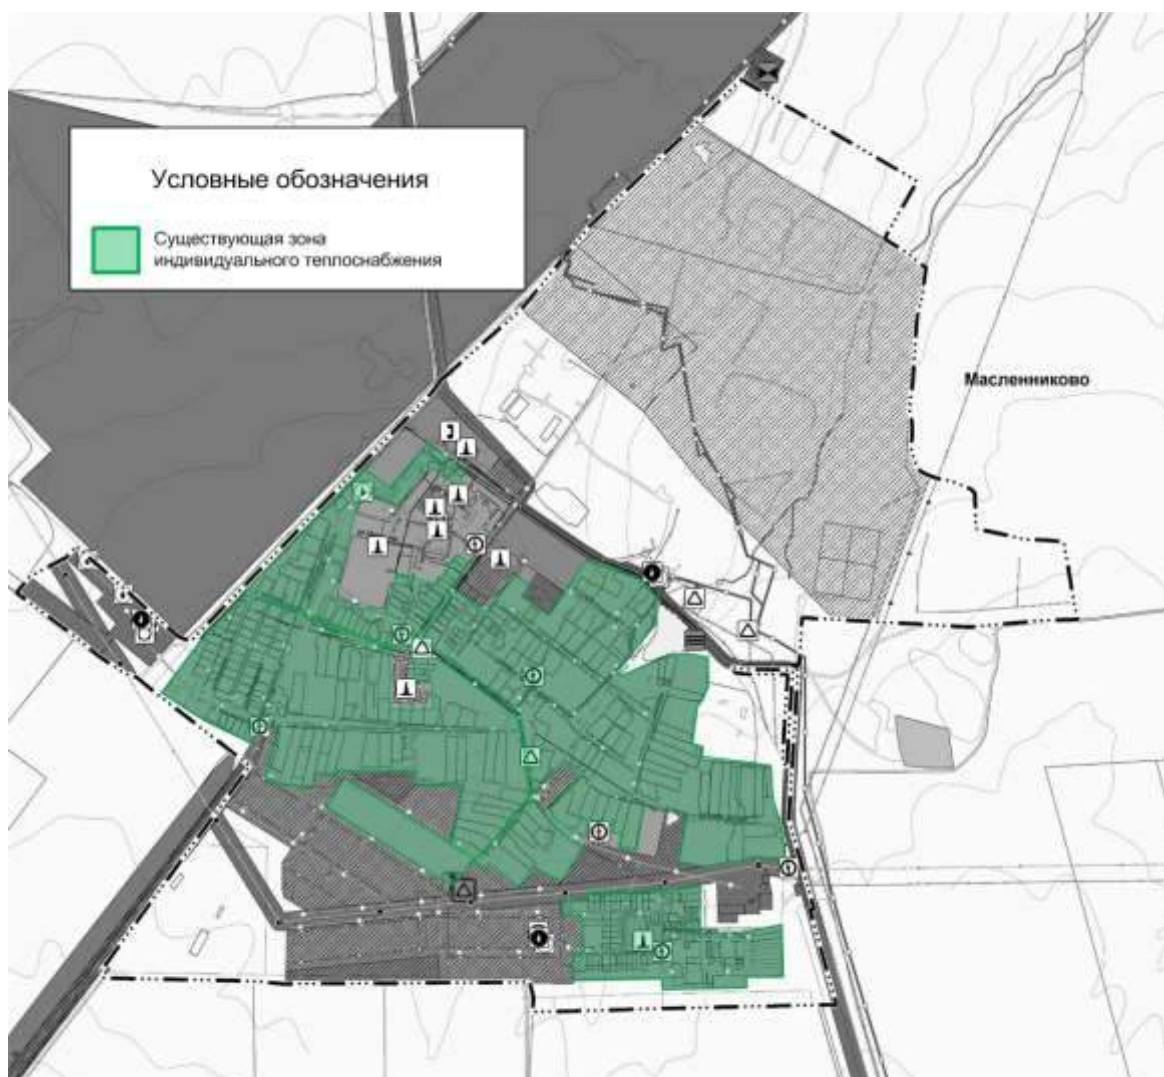 Условные обозначения
Существующая зона
индивидуального теплоснабжения
Масленниково